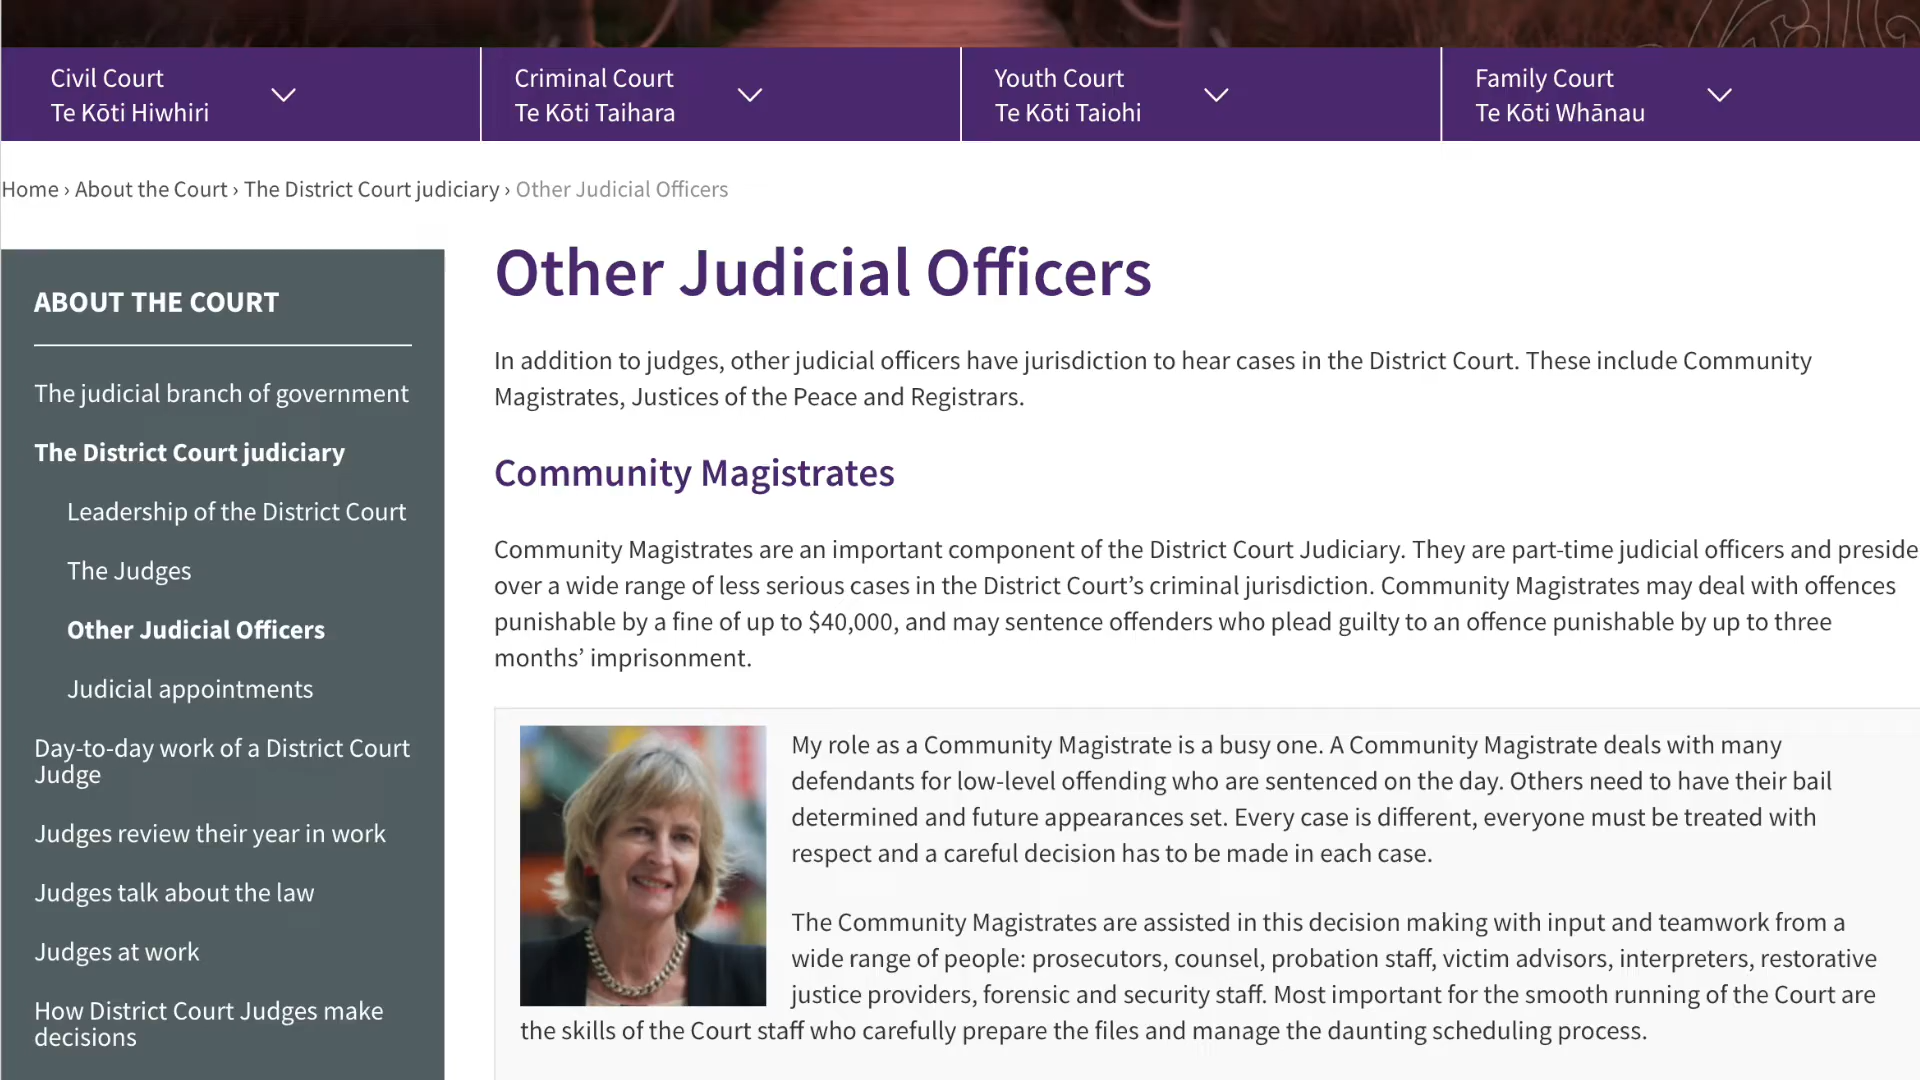 Civil Court
Te Kōti Hiwhiri
Criminal Court
Te Kōti Taihara
Youth Court
Te Kōti Taiohi
Family Court
Te Kōti Whānau
Home › About the Court › The District Court judiciary › Other Judicial Officers
ABOUT THE COURT
The judicial branch of government
The District Court judiciary
Leadership of the District Court
The Judges
Other Judicial Officers
Judicial appointments
Day-to-day work of a District Court
Judge
Judges review their year in work
Judges talk about the law
Judges at work
How District Court Judges make
decisions
Other Judicial Officers
In addition to judges, other judicial officers have jurisdiction to hear cases in the District Court. These include Community
Magistrates, Justices of the Peace and Registrars.
Community Magistrates
Community Magistrates are an important component of the District Court Judiciary. They are part-time judicial officers and preside
over a wide range of less serious cases in the District Court’s criminal jurisdiction. Community Magistrates may deal with offences
punishable by a fine of up to $40,000, and may sentence offenders who plead guilty to an offence punishable by up to three
months’ imprisonment.
My role as a Community Magistrate is a busy one. A Community Magistrate deals with many
defendants for low-level offending who are sentenced on the day. Others need to have their bail
determined and future appearances set. Every case is different, everyone must be treated with
respect and a careful decision has to be made in each case.
The Community Magistrates are assisted in this decision making with input and teamwork from a
wide range of people: prosecutors, counsel, probation staff, victim advisors, interpreters, restorative
justice providers, forensic and security staff. Most important for the smooth running of the Court are
the skills of the Court staff who carefully prepare the files and manage the daunting scheduling process.